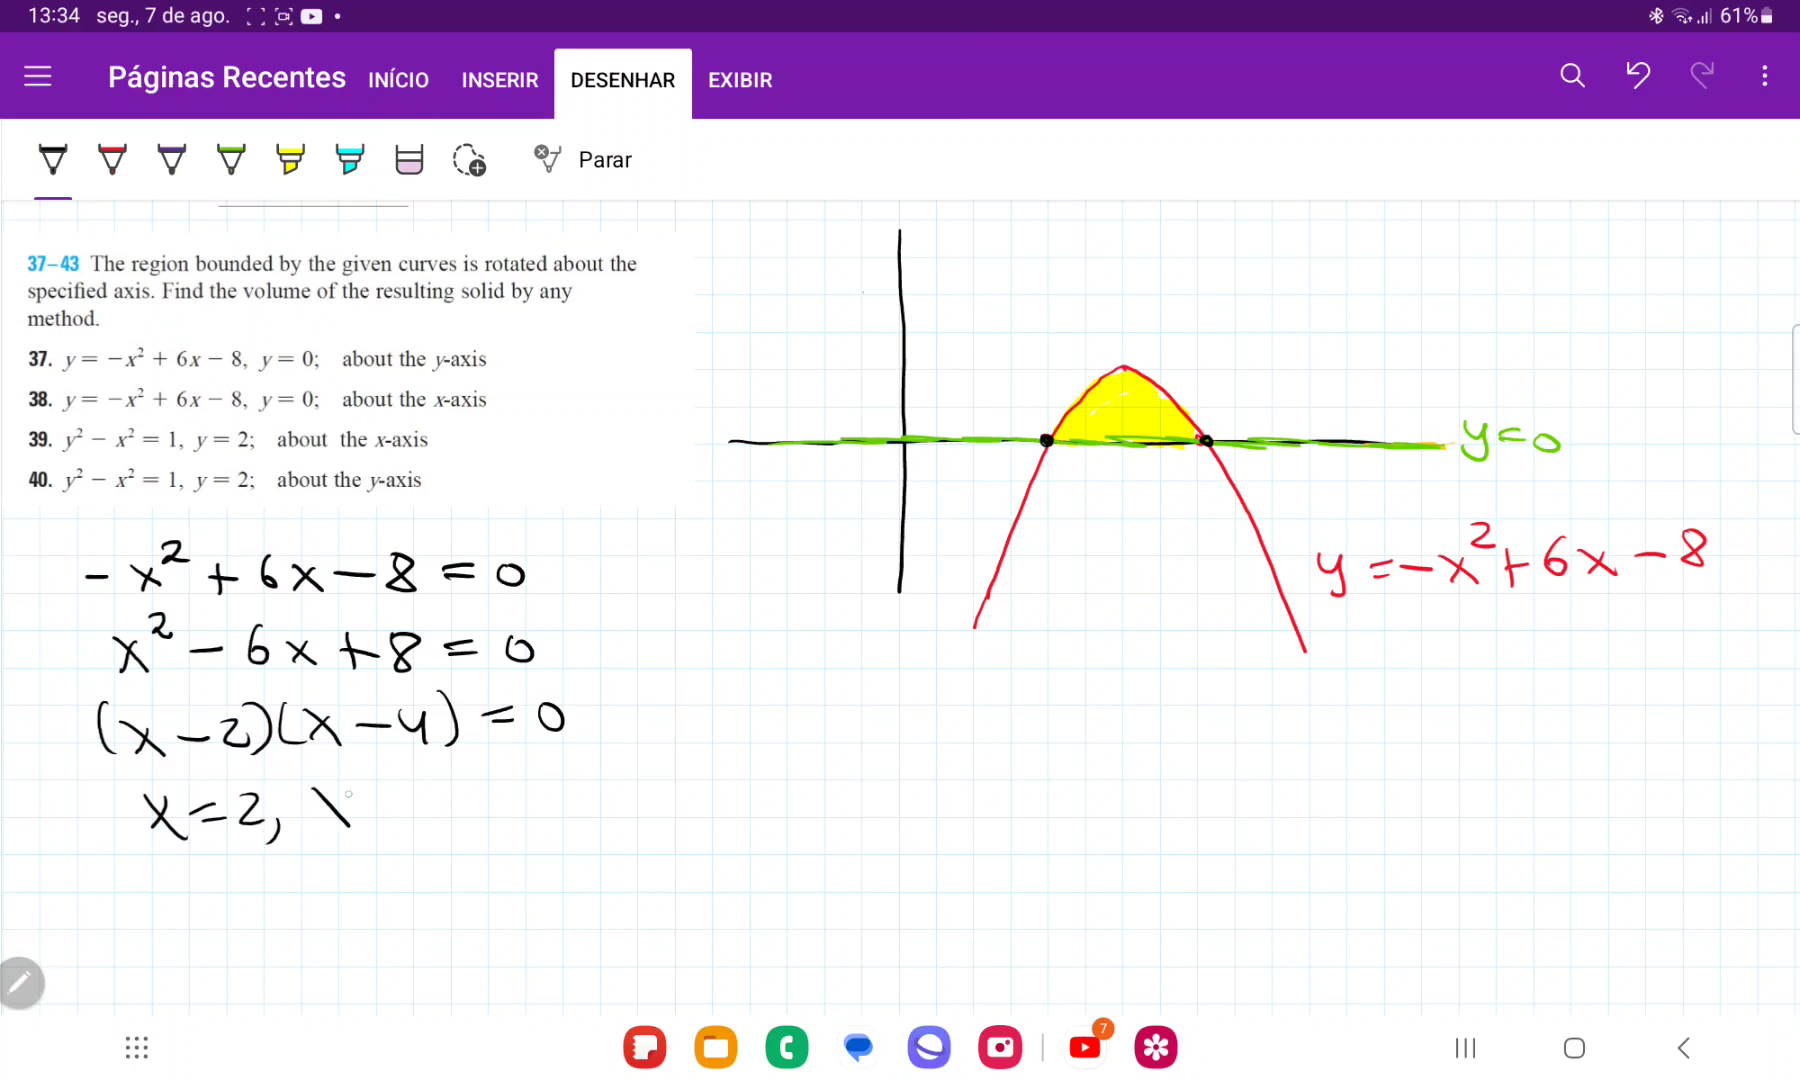 13:34 seg., 7 de ago. 61%
Páginas Recentes INÍCIO INSERIR DESENHAR EXIBIR
Parar
37–43 The region bounded by the given curves is rotated about the
specified axis. Find the volume of the resulting solid by any
method.
37. y = −x² + 6x − 8, y = 0; about the y-axis
38. y = −x² + 6x − 8, y = 0; about the x-axis
39. y² − x² = 1, y = 2; about the x-axis
40. y² − x² = 1, y = 2; about the y-axis
y=0
y = −x² + 6x − 8
− x² + 6x − 8 = 0
x² − 6x + 8 = 0
(x − 2)(x − 4) = 0
x = 2, \
7